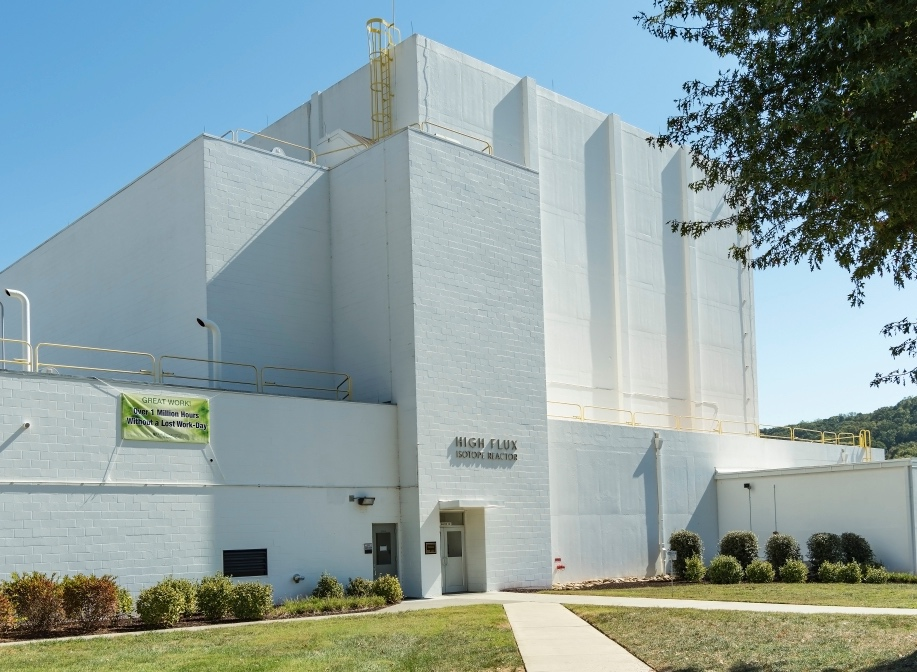 GREAT WORK!
Over 1 Million Hours
Without a Lost Work-Day
HIGH FLUX
ISOTOPE REACTOR